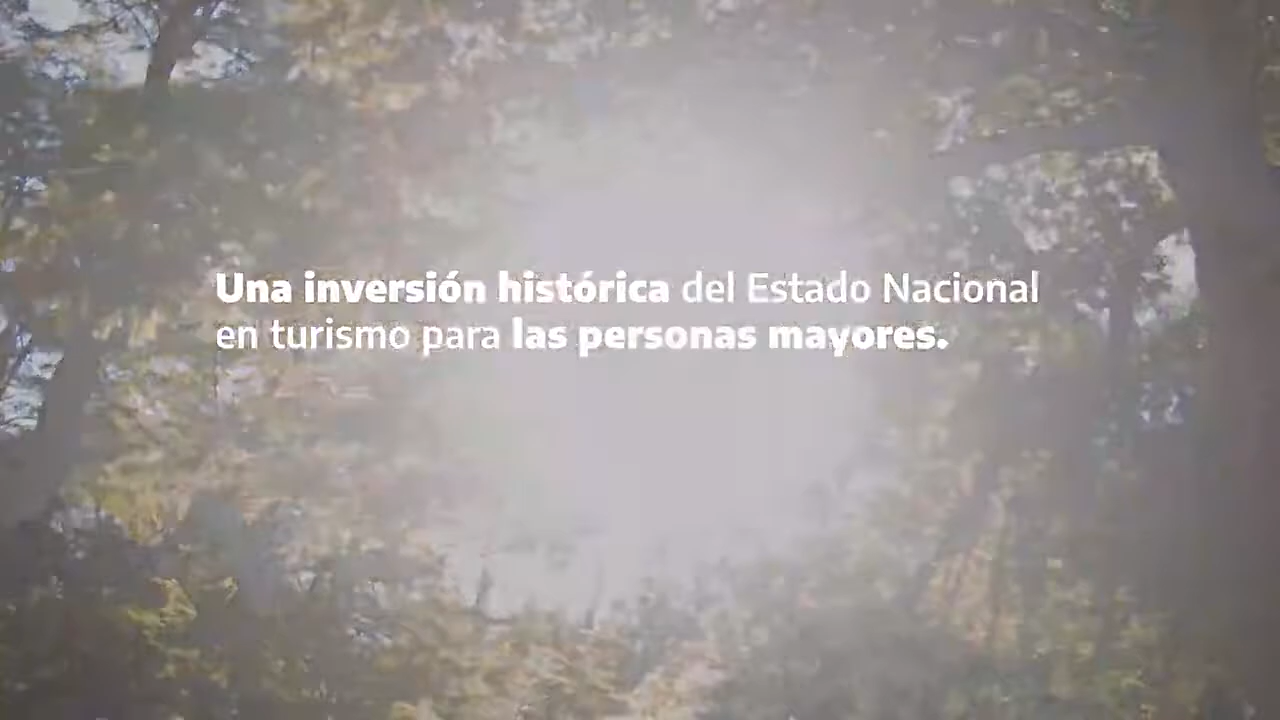 Una inversión histórica del Estado Nacional
en turismo para las personas mayores.